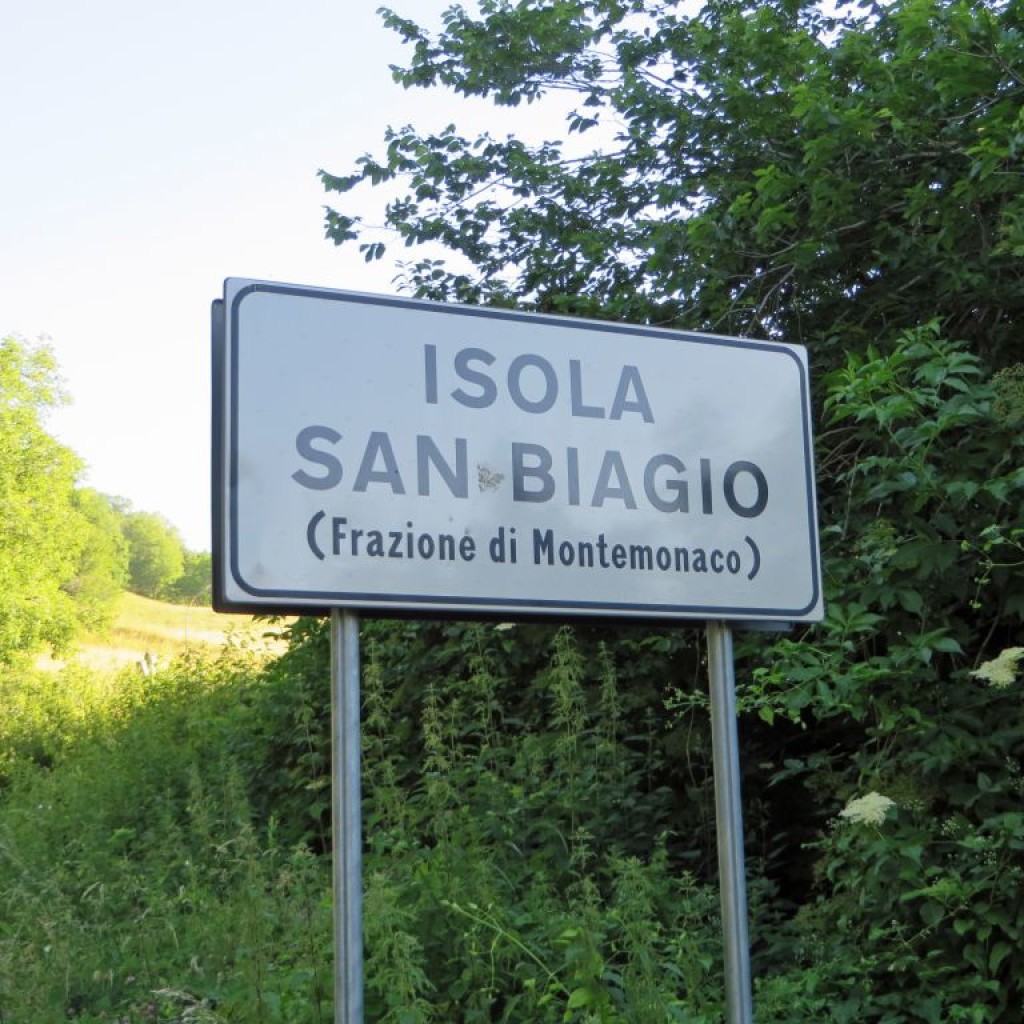 ISOLA
SAN BIAGIO
(Frazione di Montemonaco)